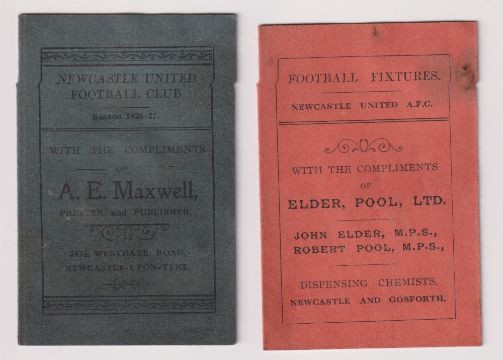 NEWCASTLE UNITED
FOOTBALL CLUB
Season 1926-27.
WITH THE COMPLIMENTS
OF
A. E. Maxwell,
PRINTER and PUBLISHER,
247a, WESTGATE ROAD,
NEWCASTLE-UPON-TYNE.
FOOTBALL FIXTURES.
NEWCASTLE UNITED A.F.C.
WITH THE COMPLIMENTS
OF
ELDER, POOL, LTD.
JOHN ELDER, M.P.S.,
ROBERT POOL, M.P.S.,
DISPENSING CHEMISTS.
NEWCASTLE AND GOSFORTH.